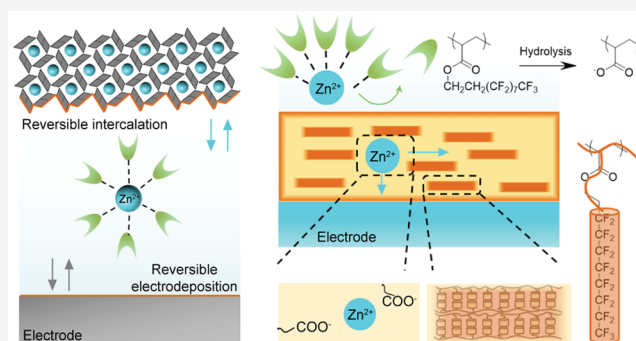 Reversible intercalation
Zn²⁺
Reversible
electrodeposition
Electrode
Zn²⁺
O
O
CH₂CH₂(CF₂)₇CF₃
Hydrolysis
O
O⁻
Zn²⁺
Electrode
COO⁻
Zn²⁺
COO⁻
O
O
CF₂
CF₂
CF₂
CF₂
CF₂
CF₂
CF₂
CF₃